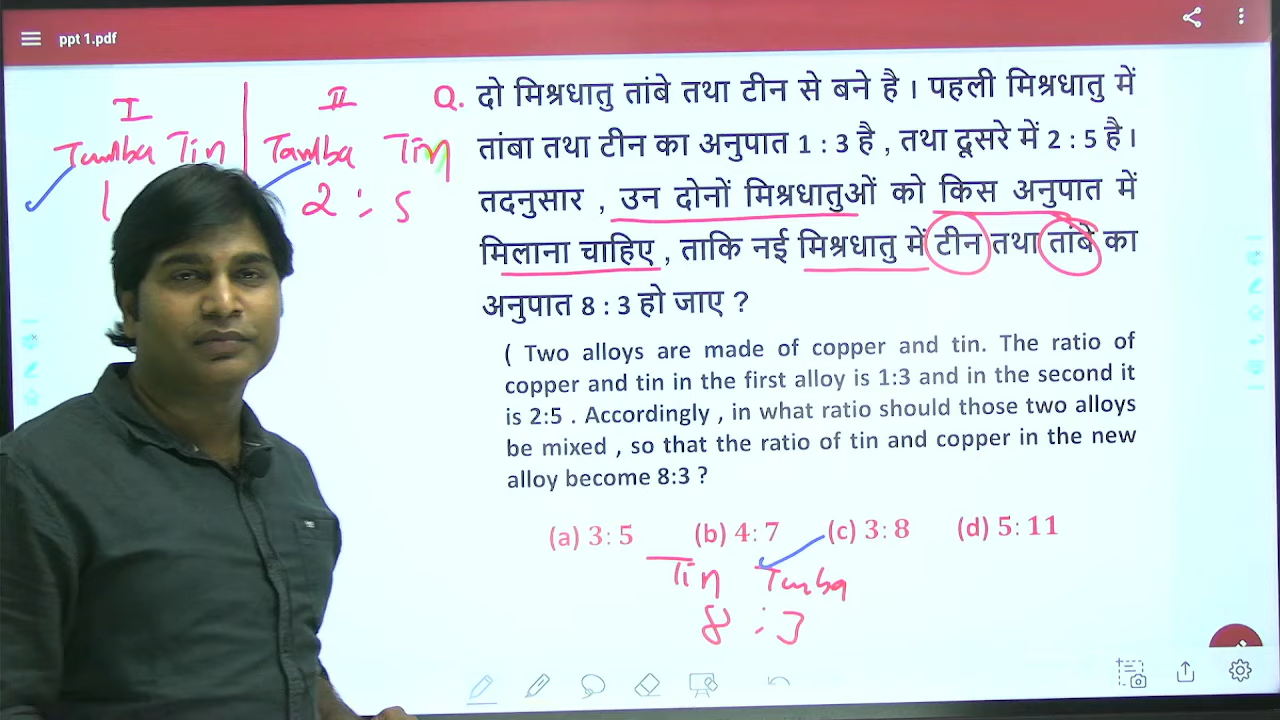 ppt 1.pdf
I II
Tamba Tin Tamba Tin
1 2 : 5
Q. दो मिश्रधातु तांबे तथा टीन से बने है । पहली मिश्रधातु में
तांबा तथा टीन का अनुपात 1 : 3 है , तथा दूसरे में 2 : 5 है ।
तदनुसार , उन दोनों मिश्रधातुओं को किस अनुपात में
मिलाना चाहिए , ताकि नई मिश्रधातु में टीन तथा तांबे का
अनुपात 8 : 3 हो जाए ?
( Two alloys are made of copper and tin. The ratio of
copper and tin in the first alloy is 1:3 and in the second it
is 2:5 . Accordingly , in what ratio should those two alloys
be mixed , so that the ratio of tin and copper in the new
alloy become 8:3 ?
(a) 3: 5 (b) 4: 7 (c) 3: 8 (d) 5: 11
Tin Tamba
8 : 3